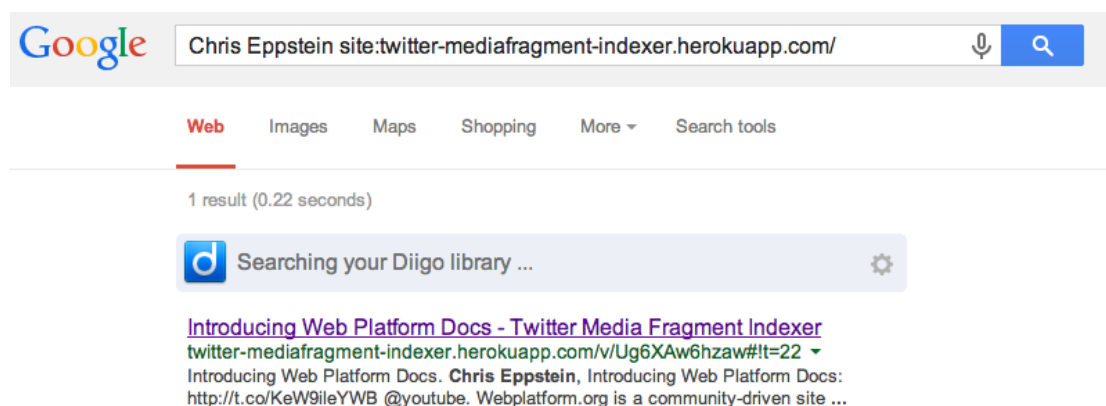 Google Chris Eppstein site:twitter-mediafragment-indexer.herokuapp.com/
Web Images Maps Shopping More Search tools
1 result (0.22 seconds)
d Searching your Diigo library ...
Introducing Web Platform Docs - Twitter Media Fragment Indexer
twitter-mediafragment-indexer.herokuapp.com/v/Ug6XAw6hzaw#!t=22
Introducing Web Platform Docs. Chris Eppstein, Introducing Web Platform Docs:
http://t.co/KeW9ileYWB @youtube. Webplatform.org is a community-driven site ...